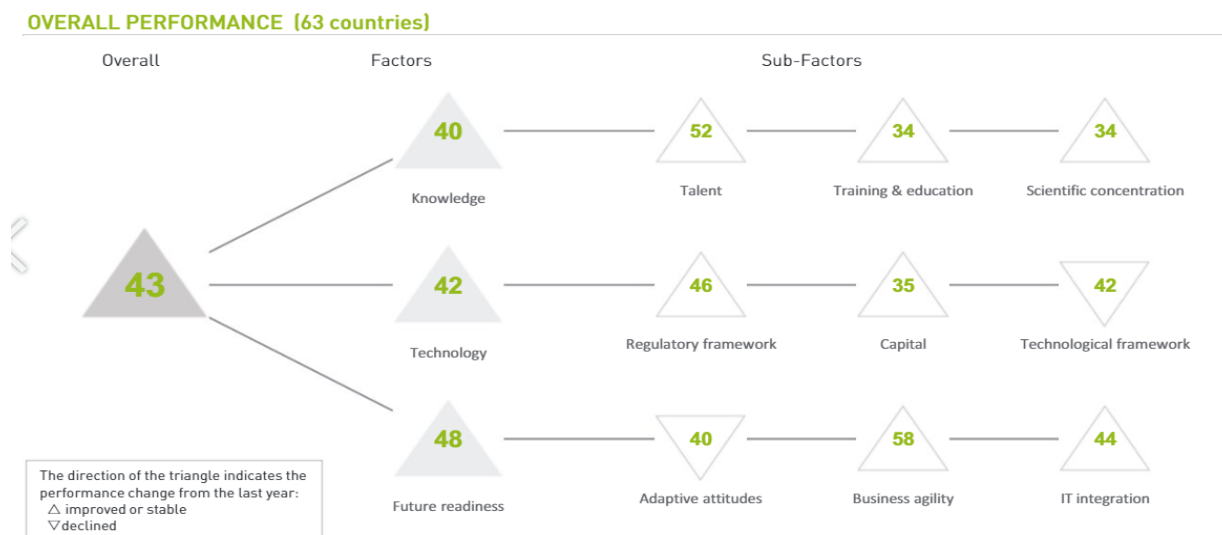 OVERALL PERFORMANCE (63 countries)
Overall
Factors
Sub-Factors
40
52
34
34
Knowledge
Talent
Training & education
Scientific concentration
43
42
46
35
42
Technology
Regulatory framework
Capital
Technological framework
48
40
58
44
Future readiness
Adaptive attitudes
Business agility
IT integration
The direction of the triangle indicates the
performance change from the last year:
△ improved or stable
▽ declined